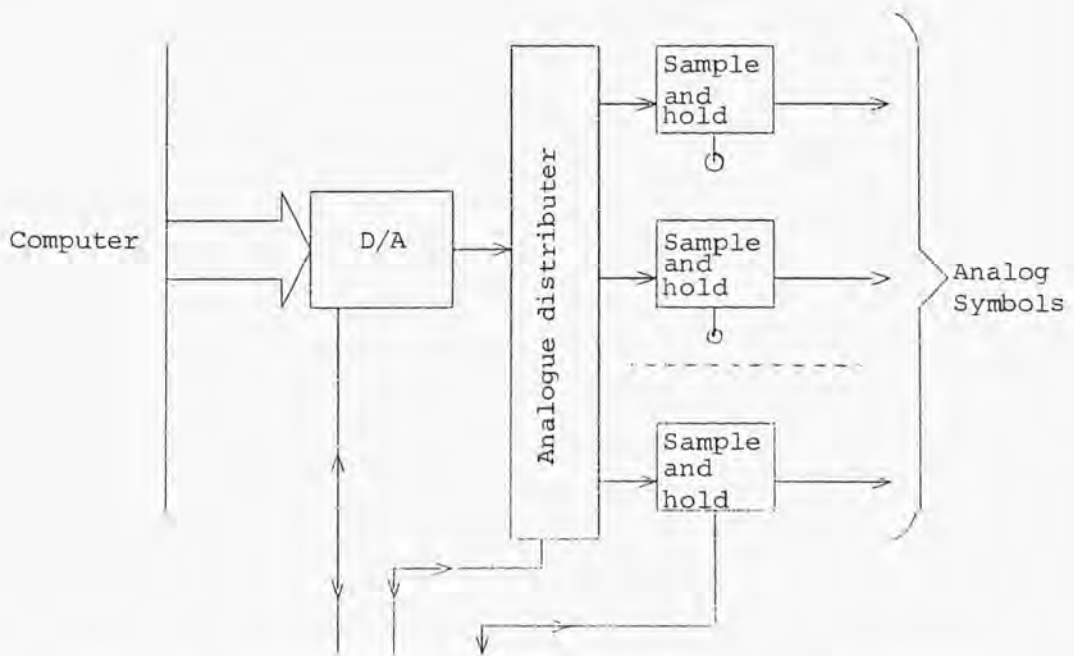 Sample
and
hold
Computer
D/A
Analogue distributer
Sample
and
hold
Analog
Symbols
Sample
and
hold